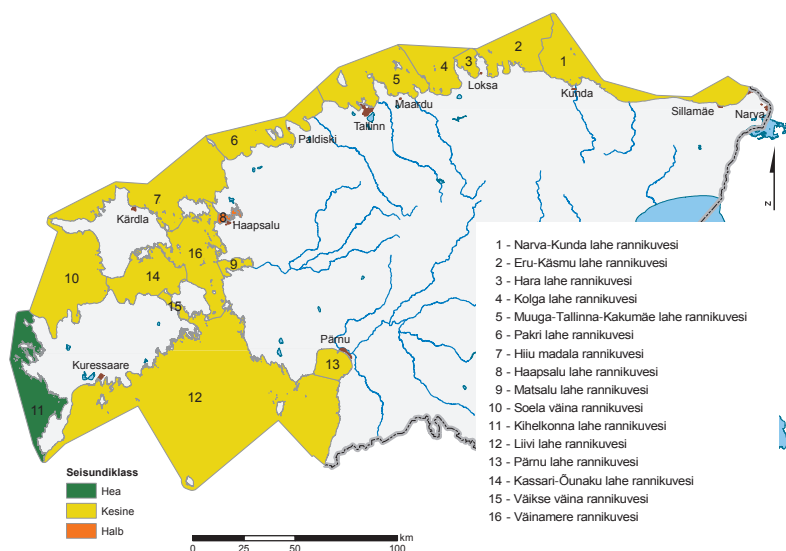 2
1
3
4
5
Loksa
Kunda
Maardu
Tallinn
Sillamäe
Narva
6
Paldiski
7
Kärdla
8
Haapsalu
16
9
10
14
15
Kuressaare
Pärnu
13
12
11
N
1 - Narva-Kunda lahe rannikuvesi
2 - Eru-Käsmu lahe rannikuvesi
3 - Hara lahe rannikuvesi
4 - Kolga lahe rannikuvesi
5 - Muuga-Tallinna-Kakumäe lahe rannikuvesi
6 - Pakri lahe rannikuvesi
7 - Hiiu madala rannikuvesi
8 - Haapsalu lahe rannikuvesi
9 - Matsalu lahe rannikuvesi
10 - Soela väina rannikuvesi
11 - Kihelkonna lahe rannikuvesi
12 - Liivi lahe rannikuvesi
13 - Pärnu lahe rannikuvesi
14 - Kassari-Õunaku lahe rannikuvesi
15 - Väikse väina rannikuvesi
16 - Väinamere rannikuvesi
Seisundiklass
Hea
Kesine
Halb
km
0 25 50 100